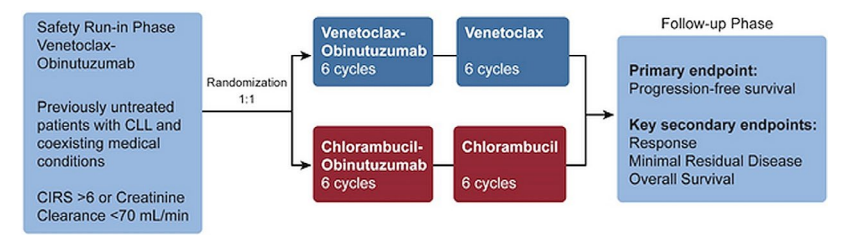 Safety Run-in Phase
Venetoclax-
Obinutuzumab
Previously untreated
patients with CLL and
coexisting medical
conditions
CIRS >6 or Creatinine
Clearance <70 mL/min
Randomization
1:1
Venetoclax-
Obinutuzumab
6 cycles
Venetoclax
6 cycles
Chlorambucil-
Obinutuzumab
6 cycles
Chlorambucil
6 cycles
Follow-up Phase
Primary endpoint:
Progression-free survival
Key secondary endpoints:
Response
Minimal Residual Disease
Overall Survival